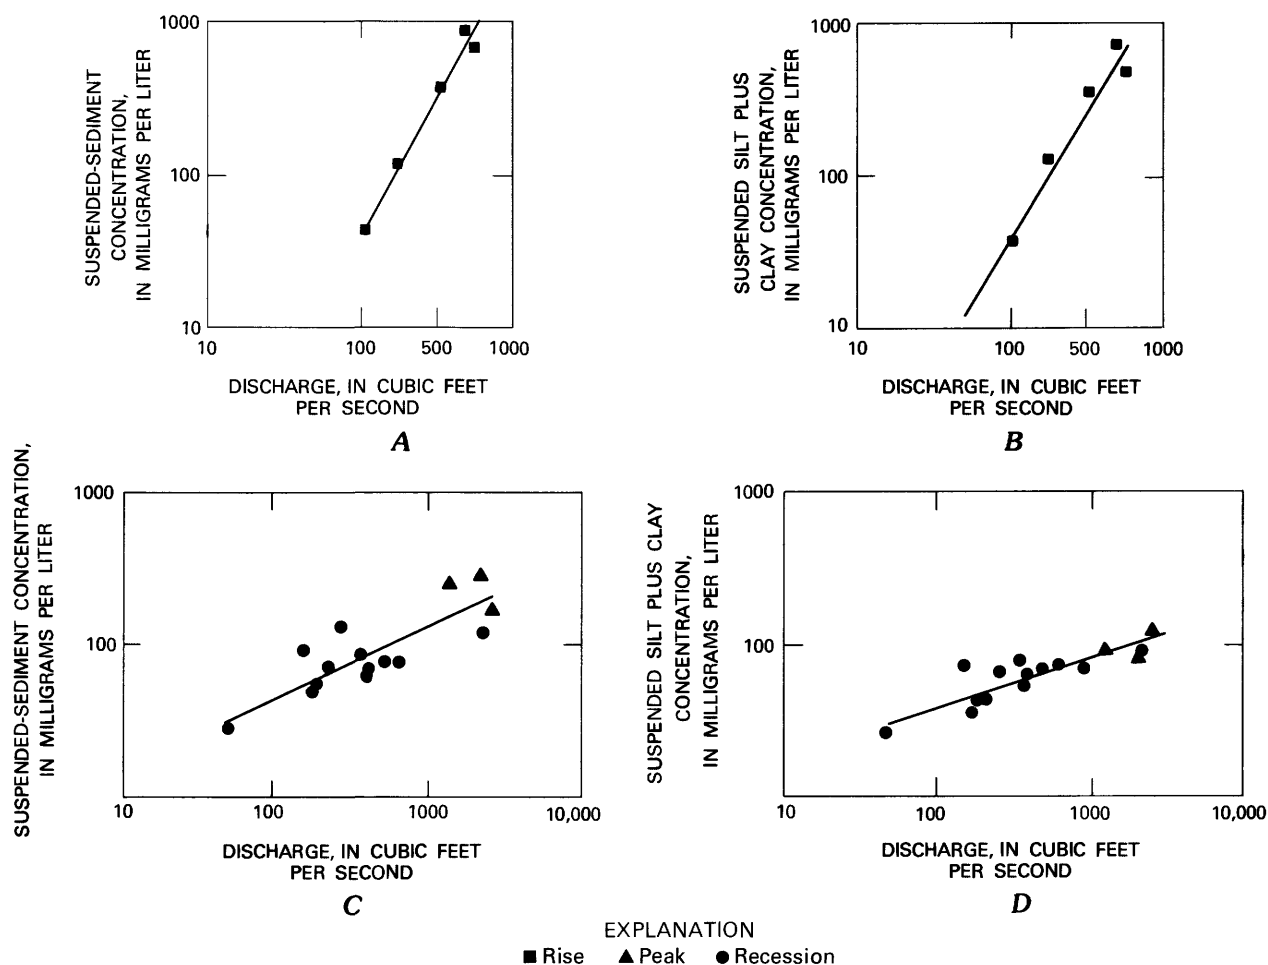 SUSPENDED-SEDIMENT
CONCENTRATION,
IN MILLIGRAMS PER LITER
1000
100
10
10
100
500
1000
DISCHARGE, IN CUBIC FEET
PER SECOND
A
SUSPENDED SILT PLUS
CLAY CONCENTRATION,
IN MILLIGRAMS PER LITER
1000
100
10
10
100
500
1000
DISCHARGE, IN CUBIC FEET
PER SECOND
B
SUSPENDED-SEDIMENT CONCENTRATION,
IN MILLIGRAMS PER LITER
1000
100
10
100
1000
10,000
DISCHARGE, IN CUBIC FEET
PER SECOND
C
SUSPENDED SILT PLUS CLAY
CONCENTRATION,
IN MILLIGRAMS PER LITER
1000
100
10
100
1000
10,000
DISCHARGE, IN CUBIC FEET
PER SECOND
D
EXPLANATION
Rise Peak Recession